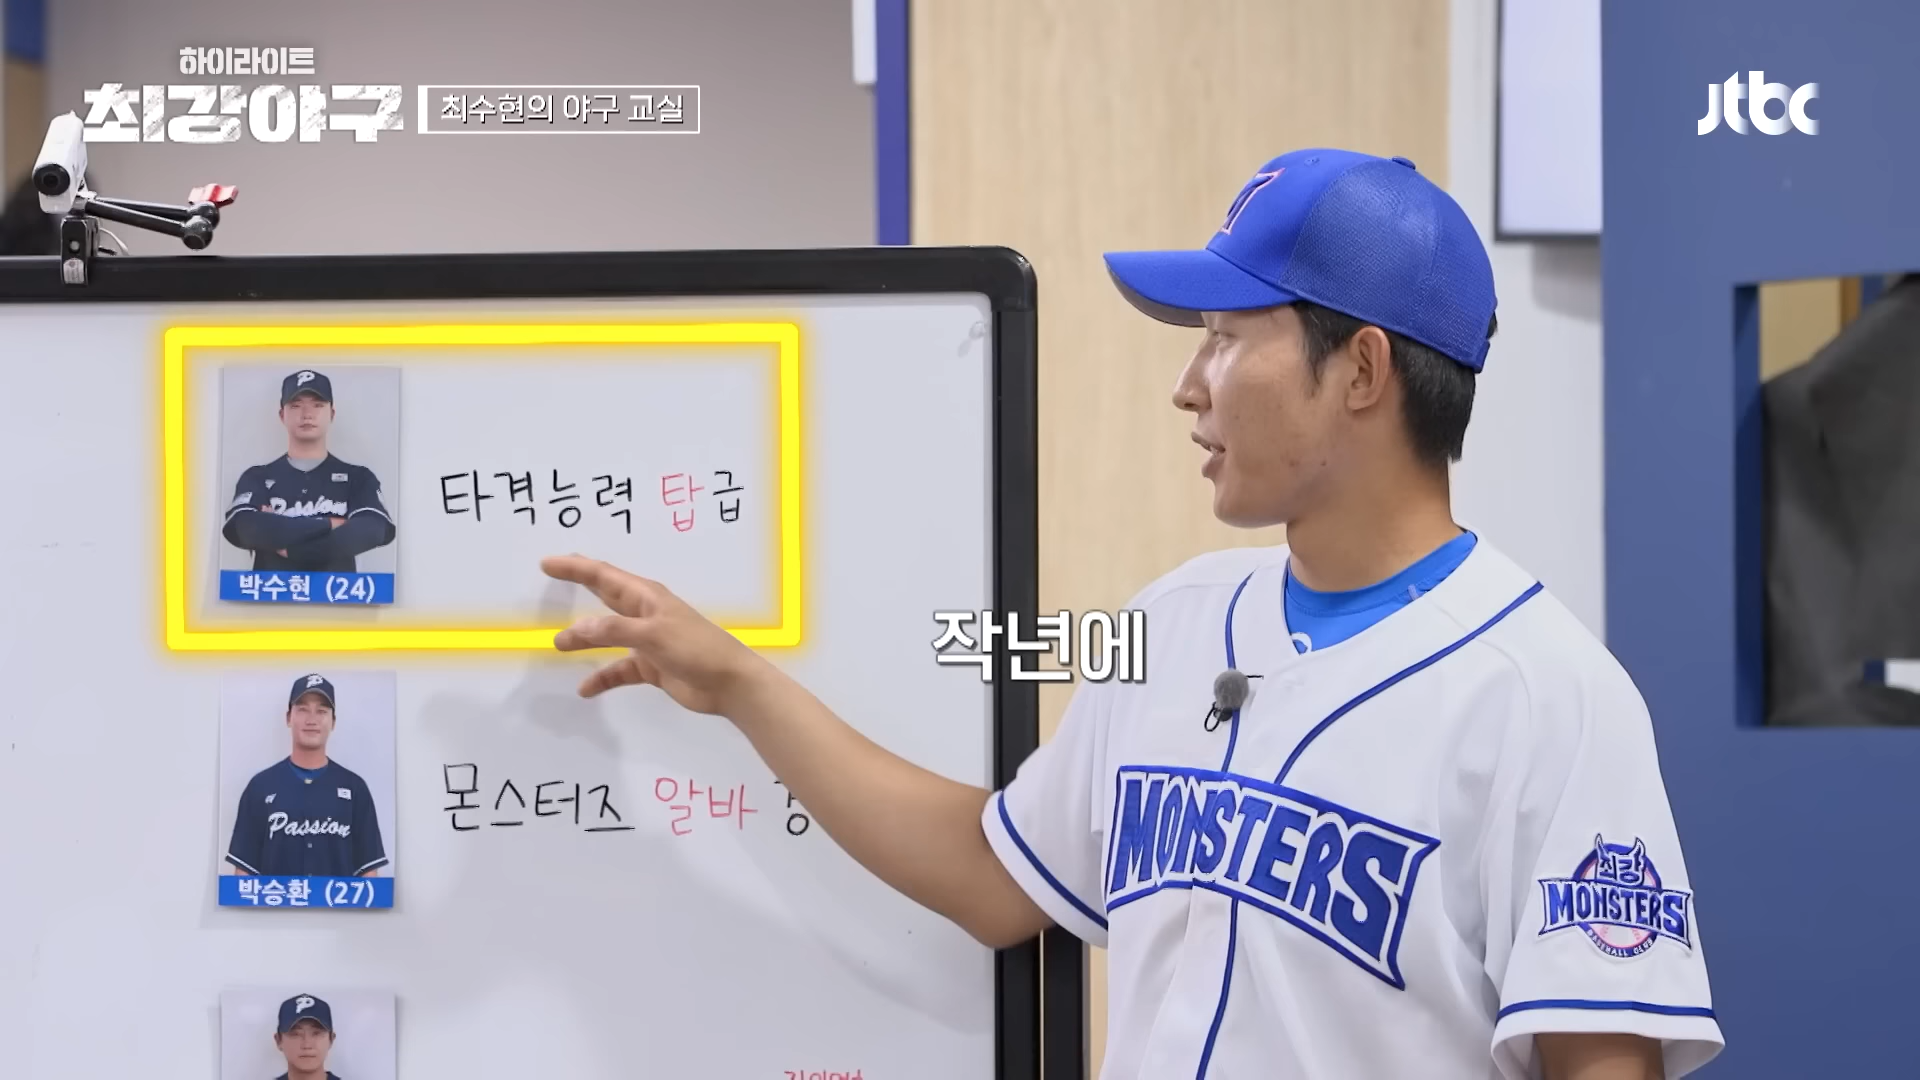 하이라이트
최강야구
최수현의 야구 교실
jtbc
타격능력 탑급
Passion
박수현 (24)
작년에
몬스터즈 알바
Passion
박승환 (27)
MONSTERS
최강
MONSTERS
BASEBALL CLUB